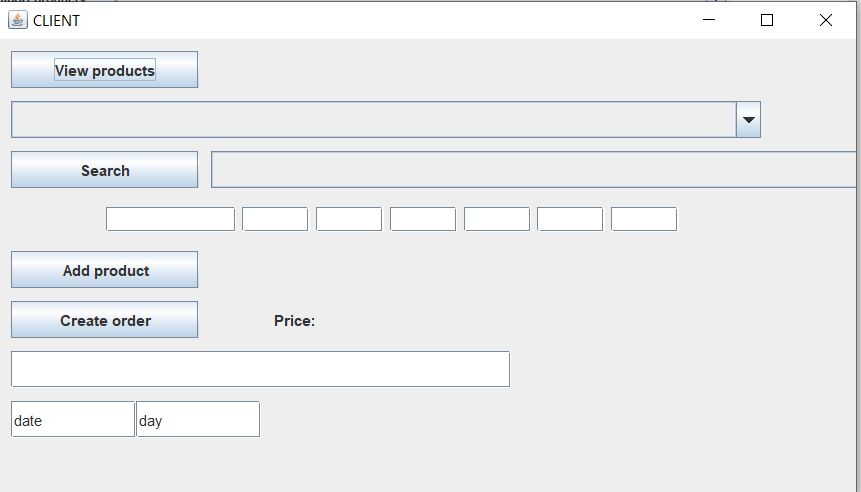 CLIENT
View products
Search
Add product
Create order Price:
date day